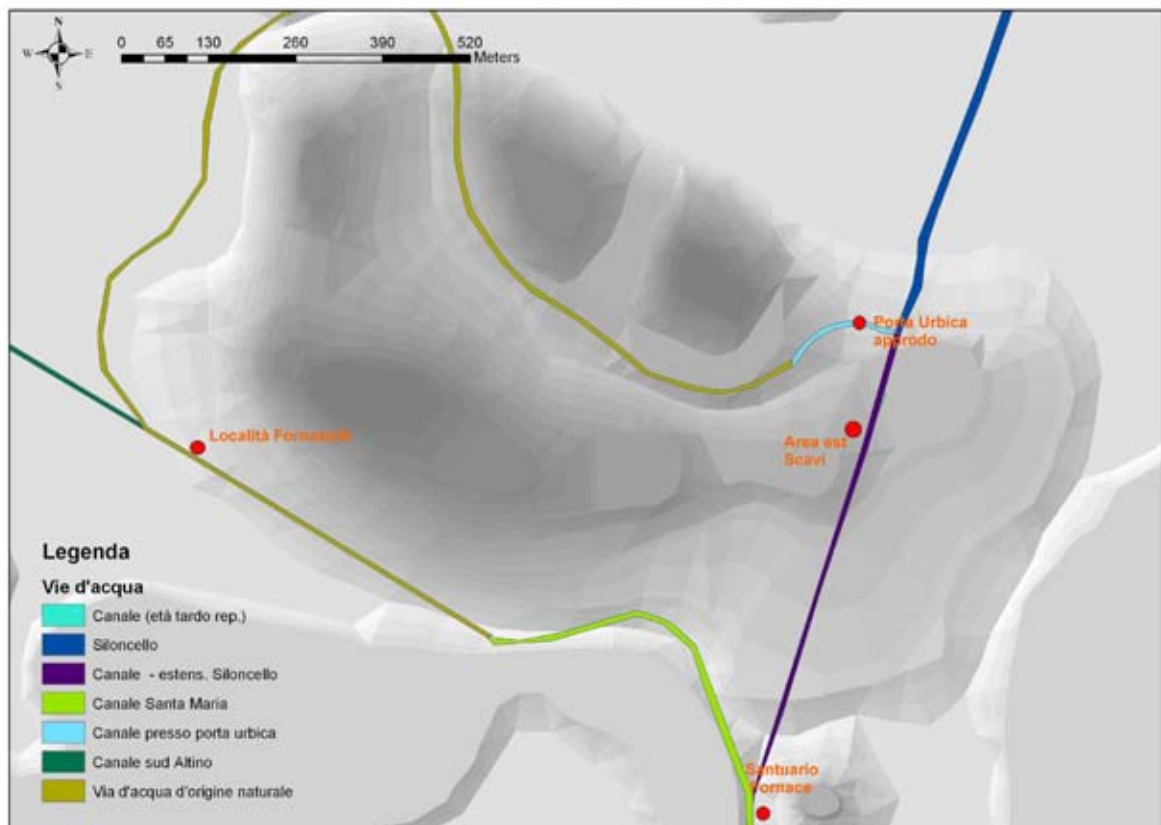 N
W E
S
0 65 130 260 390 520
Meters
Porta Urbica
approdo
Località Fornasotti
Area est
Scavi
Legenda
Vie d'acqua
Canale (età tardo rep.)
Siloncello
Canale - estens. Siloncello
Canale Santa Maria
Canale presso porta urbica
Canale sud Altino
Via d'acqua d'origine naturale
Santuario
Fornace